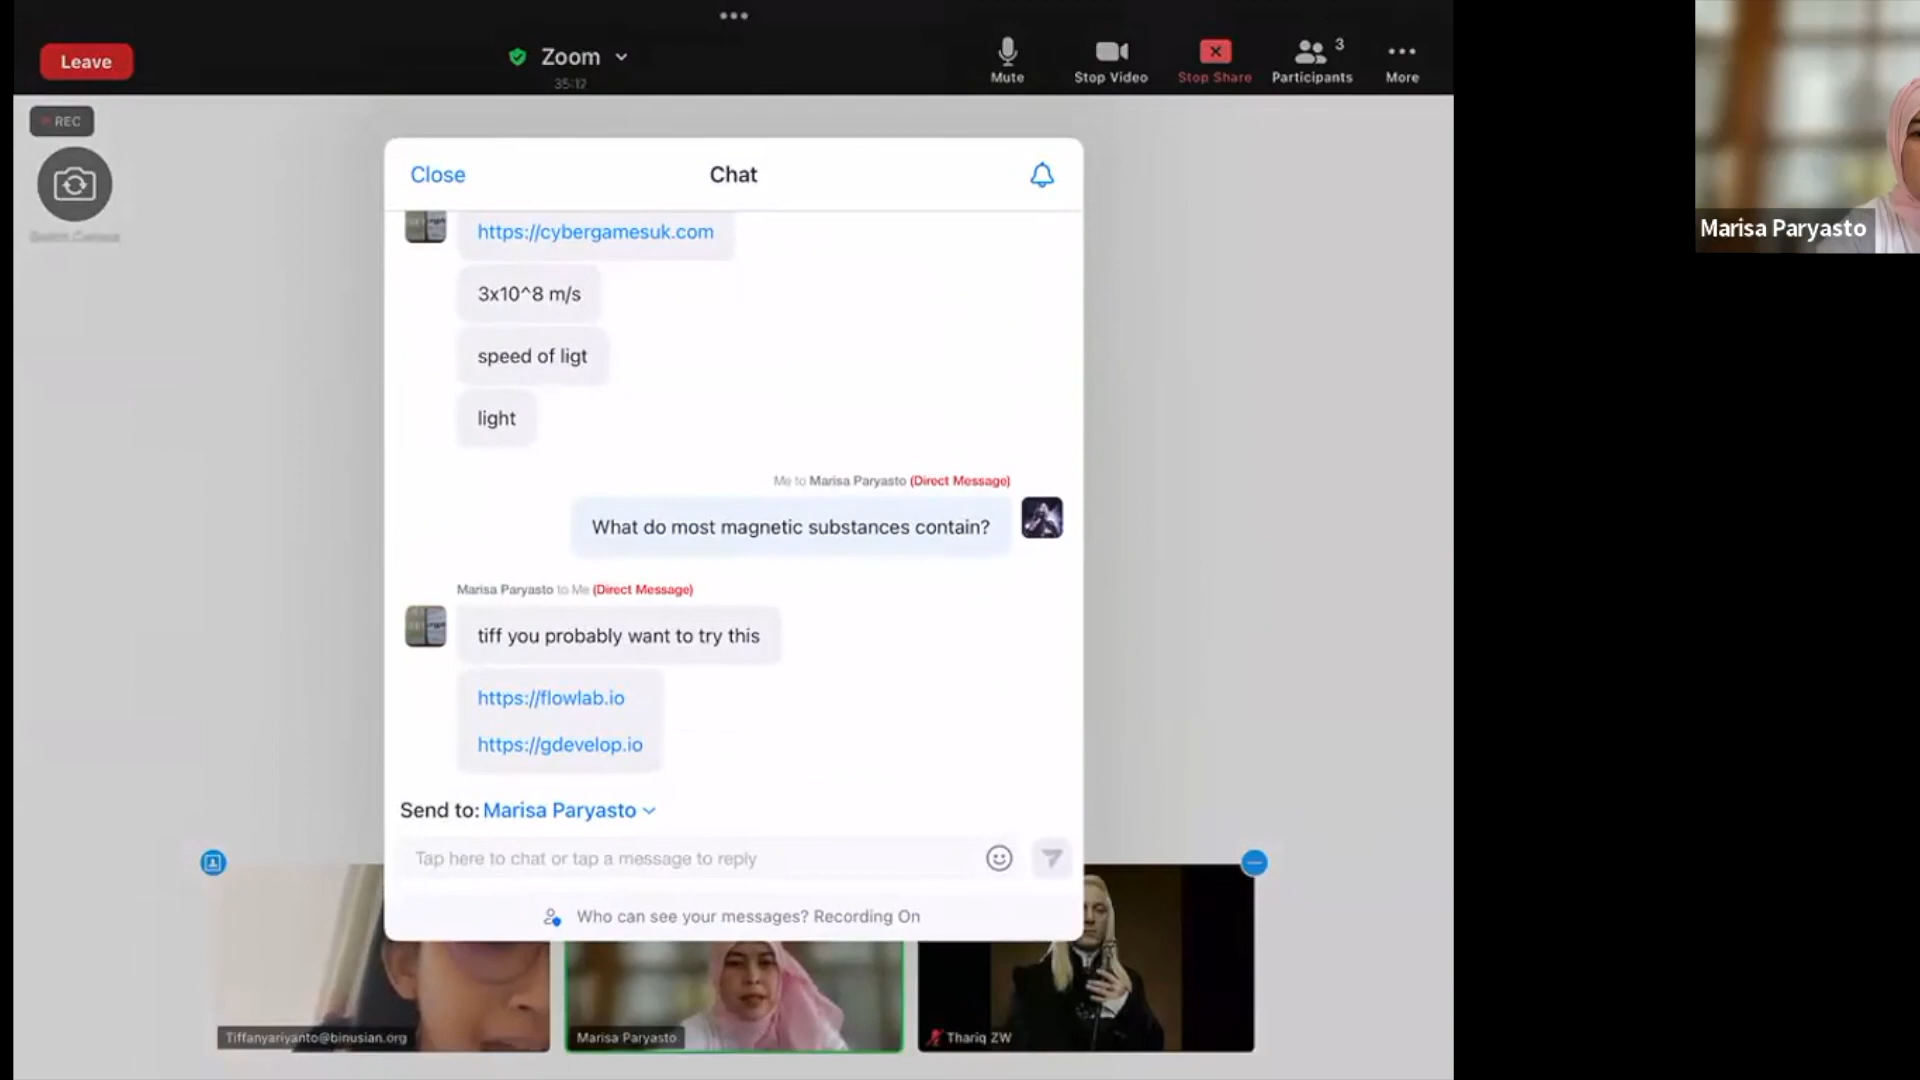 Leave
Zoom
35:12
Mute
Stop Video
Stop Share
Participants
3
More
REC
Close
Chat
https://cybergamesuk.com
3x10^8 m/s
speed of ligt
light
Me to Marisa Paryasto (Direct Message)
What do most magnetic substances contain?
Marisa Paryasto to Me (Direct Message)
tiff you probably want to try this
https://flowlab.io
https://gdevelop.io
Send to: Marisa Paryasto
Tap here to chat or tap a message to reply
Who can see your messages? Recording On
Tiffanyariyanto@binusian.org
Marisa Paryasto
Thariq ZW
Marisa Paryasto